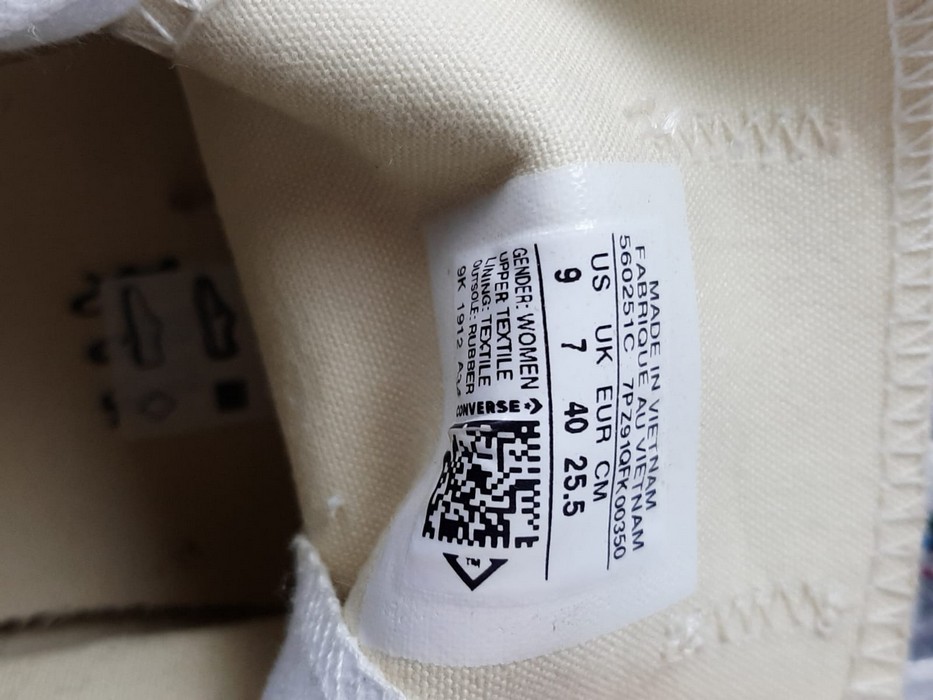 MADE IN VIETNAM
FABRIQUE AU VIETNAM
560251C 7PZ91QFK00350
US UK EUR CM
9 7 40 25.5
GENDER: WOMEN
UPPER: TEXTILE
LINING: TEXTILE
OUTSOLE: RUBBER
9K 1912
CONVERSE